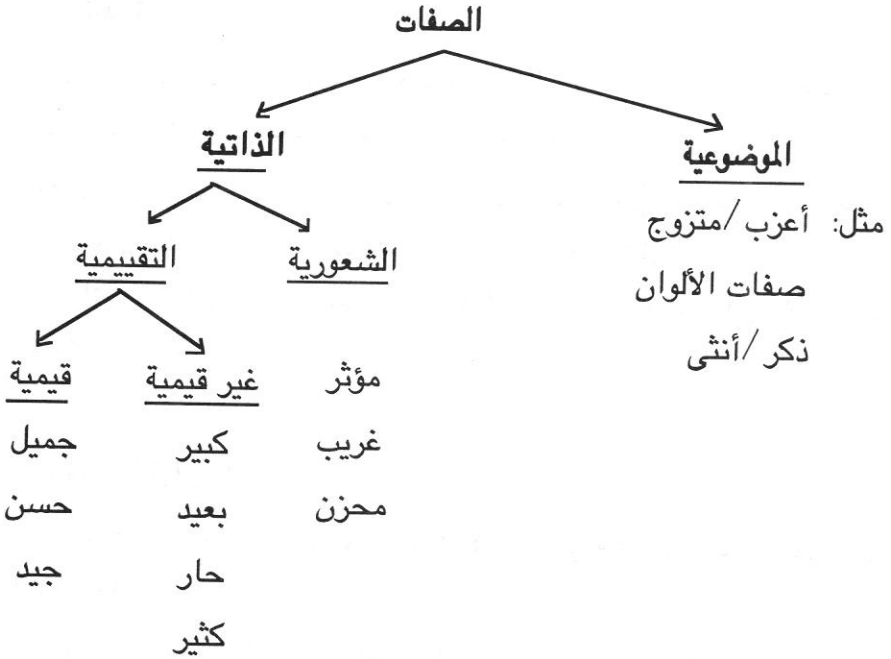 الصفات
الموضوعية
الذاتية
مثل: أعزب/متزوج
صفات الألوان
ذكر/أنثى
الشعورية
التقييمية
مؤثر
غريب
محزن
غير قيمية
كبير
بعيد
حار
كثير
قيمية
جميل
حسن
جيد